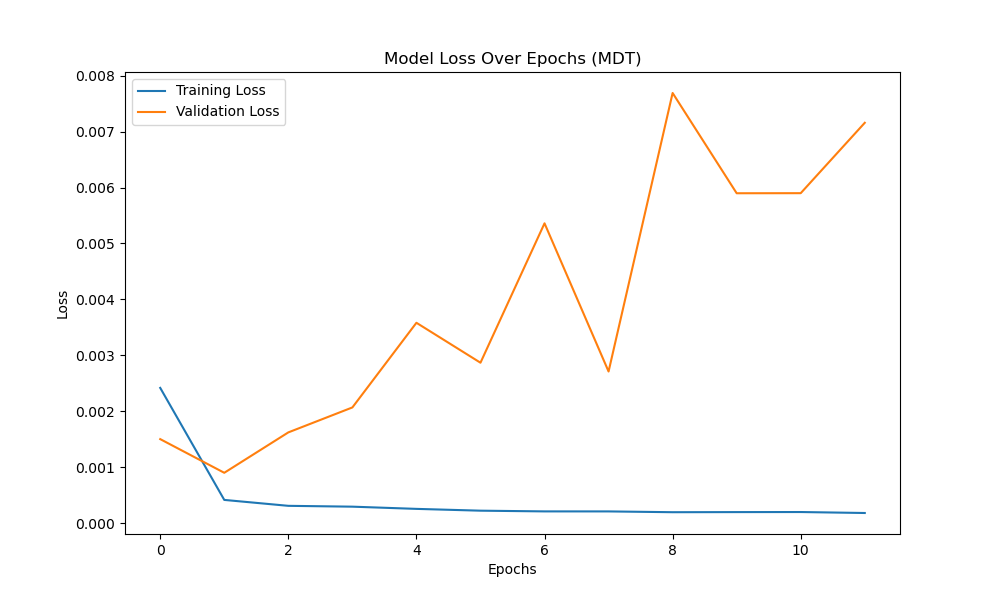 Model Loss Over Epochs (MDT)
Training Loss
Validation Loss
0.008
0.007
0.006
0.005
0.004
0.003
0.002
0.001
0.000
Loss
0 2 4 6 8 10
Epochs